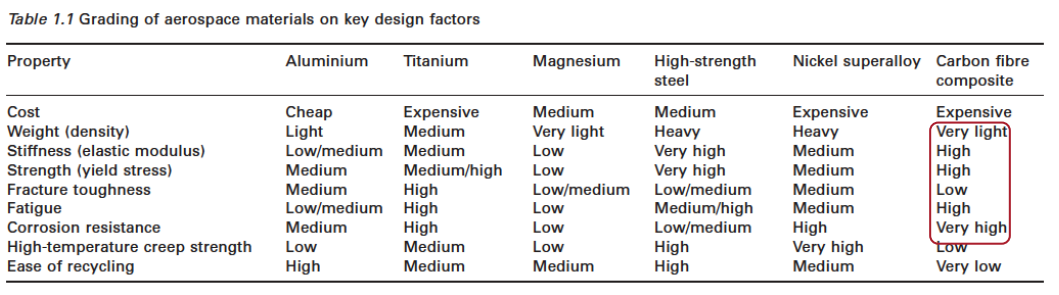 Table 1.1 Grading of aerospace materials on key design factors
Property Aluminium Titanium Magnesium High-strength steel Nickel superalloy Carbon fibre composite
Cost Cheap Expensive Medium Medium Expensive Expensive
Weight (density) Light Medium Very light Heavy Heavy Very light
Stiffness (elastic modulus) Low/medium Medium Low Very high Medium High
Strength (yield stress) Medium Medium/high Low Very high Medium High
Fracture toughness Medium High Low/medium Low/medium Medium Low
Fatigue Low/medium High Low Medium/high Medium High
Corrosion resistance Medium High Low Low/medium High Very high
High-temperature creep strength Low Medium Low High Very high Low
Ease of recycling High Medium Medium High Medium Very low